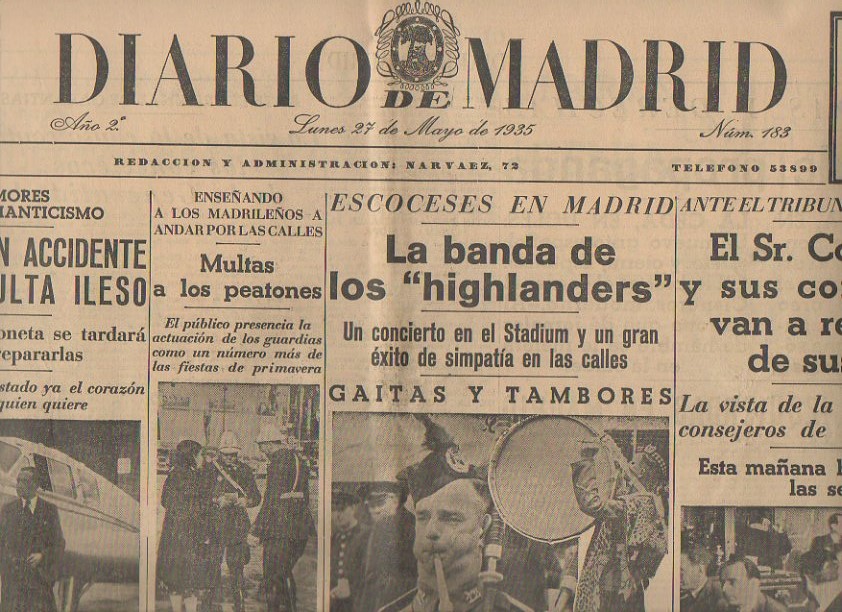 DIARIO DE MADRID
Año 2.º
Lunes 27 de Mayo de 1935
Núm. 183
REDACCION Y ADMINISTRACION: NARVAEZ, 72
TELEFONO 53899
MORES
MANTICISMO
N ACCIDENTE
ULTA ILESO
oneta se tardará
epararlas
stado ya el corazón
quien quiere
ENSEÑANDO
A LOS MADRILEÑOS A
ANDAR POR LAS CALLES
Multas
a los peatones
El público presencia la
actuación de los guardias
como un número más de
las fiestas de primavera
ESCOCESES EN MADRID
La banda de
los "highlanders"
Un concierto en el Stadium y un gran
éxito de simpatía en las calles
GAITAS Y TAMBORES
ANTE EL TRIBUN
El Sr. Co
y sus co
van a re
de sus
La vista de la
consejeros de
Esta mañana
las se